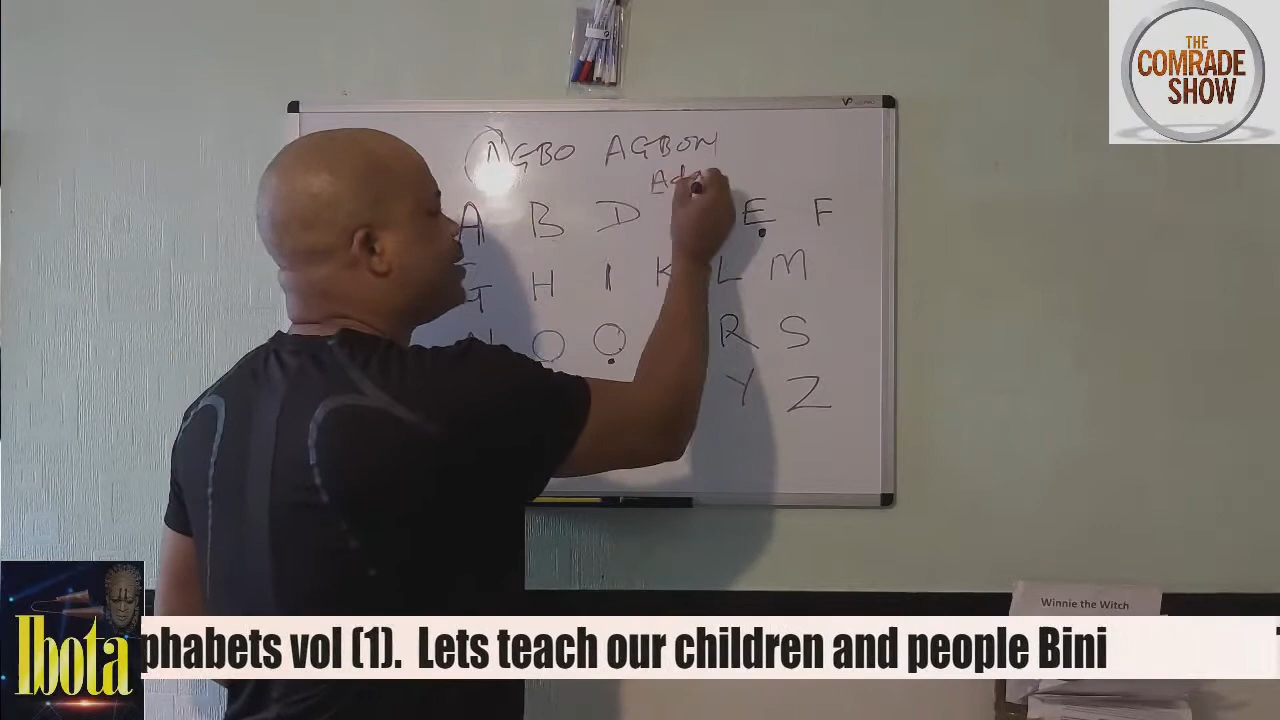 THE
COMRADE
SHOW
AGBO AGBON
A B D Ẹ F
H I K L M
O Ọ R S
Y Z
Winnie the Witch
Ibota
phabets vol (1). Lets teach our children and people Bini